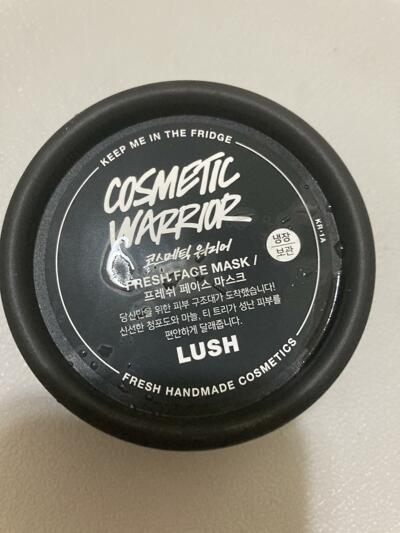 KEEP ME IN THE FRIDGE
COSMETIC
WARRIOR
콜스메틱 워리어
FRESH FACE MASK /
프레쉬 페이스 마스크
당신만을 위한 피부 구조대가 도착했습니다!
신선한 청포도와 마늘, 티 트리가 성난 피부를
편안하게 달래줍니다.
LUSH
냉장
보관
KR-1A
FRESH HANDMADE COSMETICS